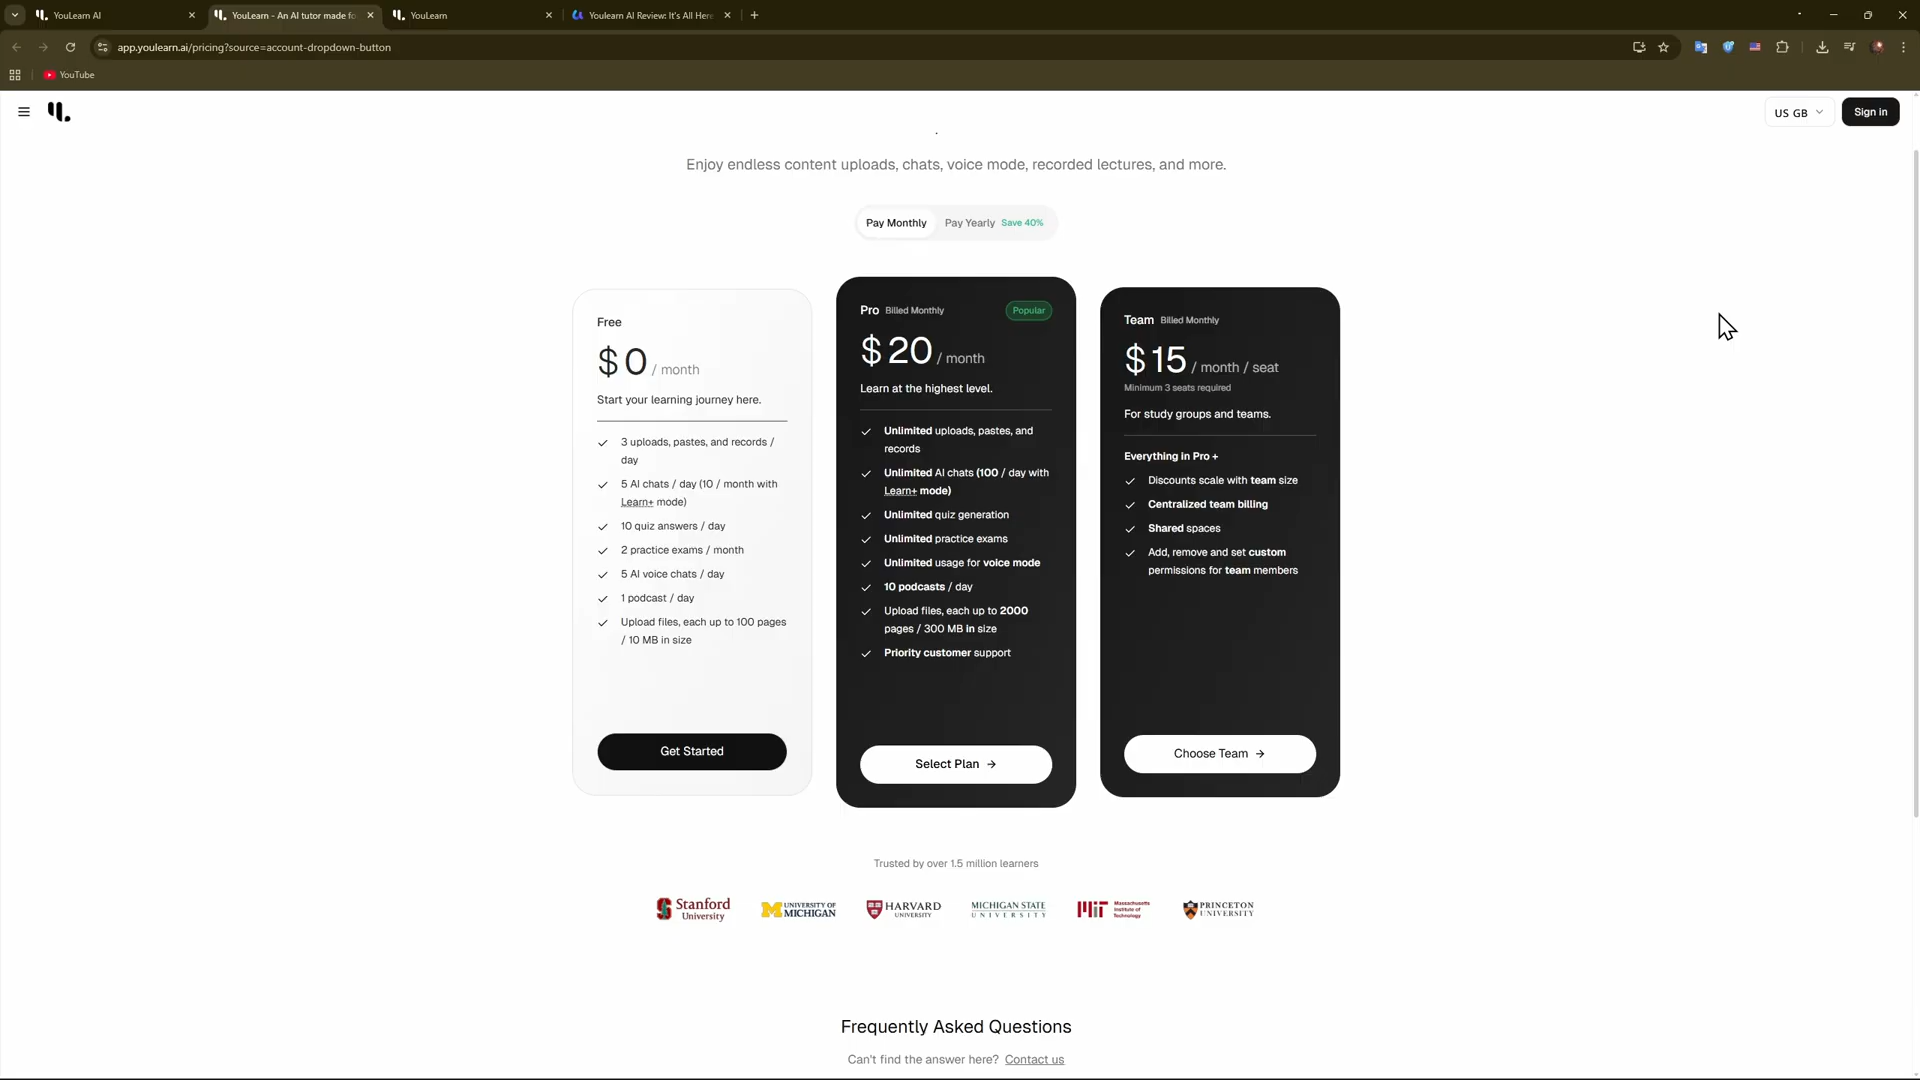 YouLearn AI
YouLearn - An AI tutor made fo
YouLearn
Youlearn AI Review: It's All Here
app.youlearn.ai/pricing?source=account-dropdown-button
YouTube
US GB
Sign in
Enjoy endless content uploads, chats, voice mode, recorded lectures, and more.
Pay Monthly
Pay Yearly Save 40%
Free
$0 / month
Start your learning journey here.
3 uploads, pastes, and records /
day
5 AI chats / day (10 / month with
Learn+ mode)
10 quiz answers / day
2 practice exams / month
5 AI voice chats / day
1 podcast / day
Upload files, each up to 100 pages
/ 10 MB in size
Get Started
Pro Billed Monthly
Popular
$20 / month
Learn at the highest level.
Unlimited uploads, pastes, and
records
Unlimited AI chats (100 / day with
Learn+ mode)
Unlimited quiz generation
Unlimited practice exams
Unlimited usage for voice mode
10 podcasts / day
Upload files, each up to 2000
pages / 300 MB in size
Priority customer support
Select Plan →
Team Billed Monthly
$15 / month / seat
Minimum 3 seats required
For study groups and teams.
Everything in Pro +
Discounts scale with team size
Centralized team billing
Shared spaces
Add, remove and set custom
permissions for team members
Choose Team →
Trusted by over 1.5 million learners
Stanford
University
M UNIVERSITY OF
MICHIGAN
HARVARD
UNIVERSITY
MICHIGAN STATE
UNIVERSITY
MIT Massachusetts
Institute of
Technology
PRINCETON
UNIVERSITY
Frequently Asked Questions
Can't find the answer here? Contact us